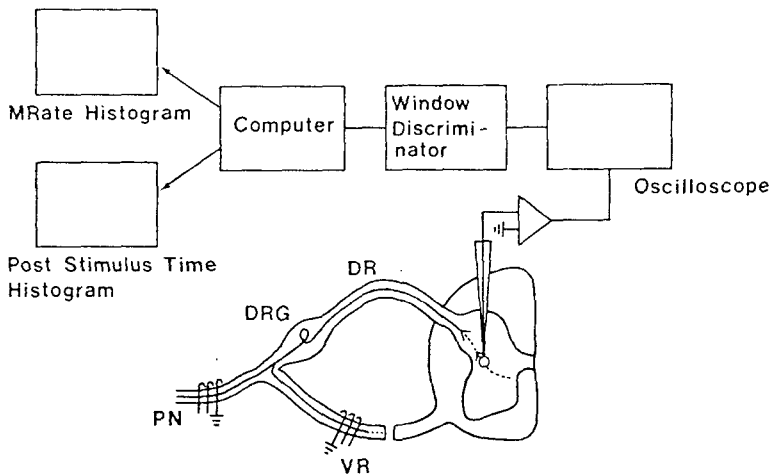 MRate Histogram
Computer
Window
Discrimi-
nator
Oscilloscope
Post Stimulus Time
Histogram
DR
DRG
PN
VR